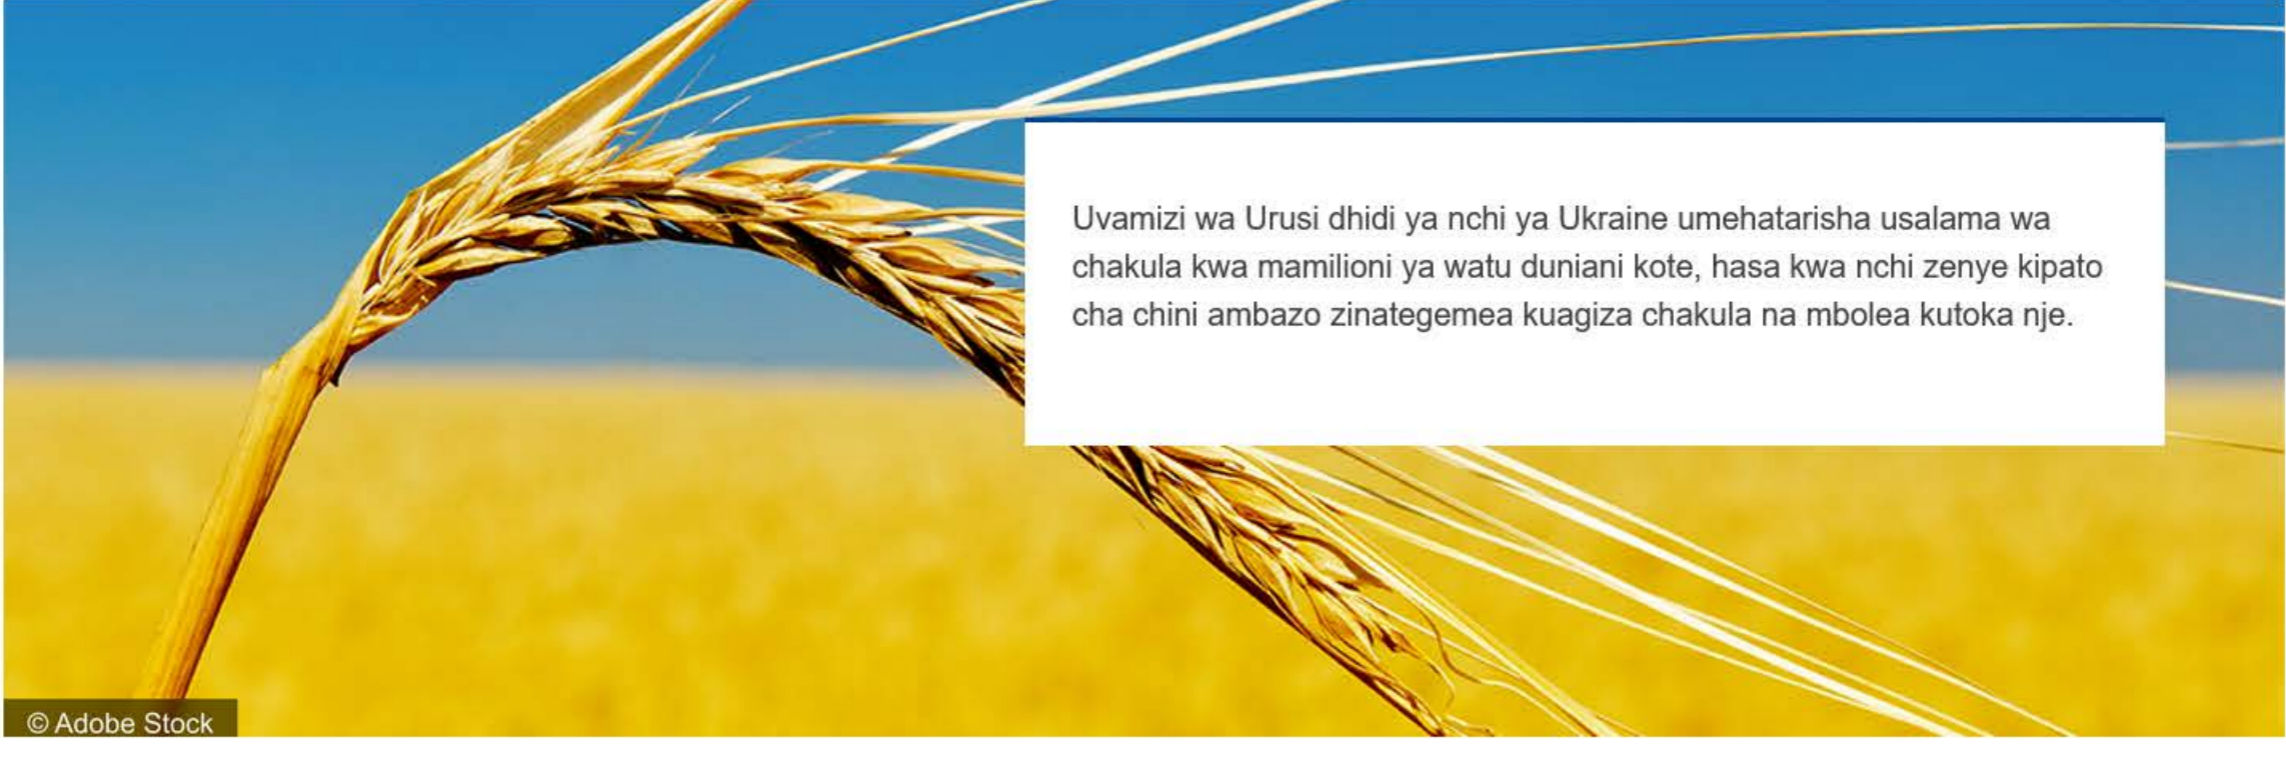 Uvamizi wa Urusi dhidi ya nchi ya Ukraine umehatarisha usalama wa
chakula kwa mamilioni ya watu duniani kote, hasa kwa nchi zenye kipato
cha chini ambazo zinategemea kuagiza chakula na mbolea kutoka nje.
© Adobe Stock